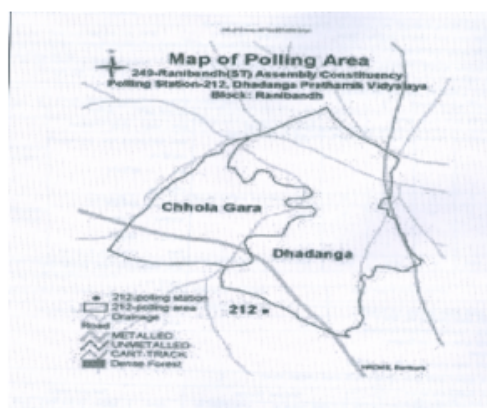 Map of Polling Area
249-Ranibendh(ST) Assembly Constituency
Polling Station-212, Dhadanga Prathamik Vidyalaya
Block: Ranibandh
Chhola Gara
Dhadanga
212
212-polling station
212-polling area
Drainage
Road
METALLED
UNMETALLED
CART-TRACK
Dense Forest